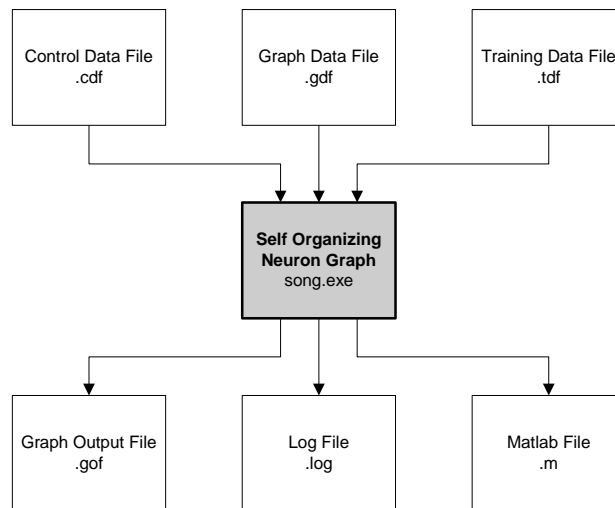 Control Data File
.cdf
Graph Data File
.gdf
Training Data File
.tdf
Self Organizing
Neuron Graph
song.exe
Graph Output File
.gof
Log File
.log
Matlab File
.m